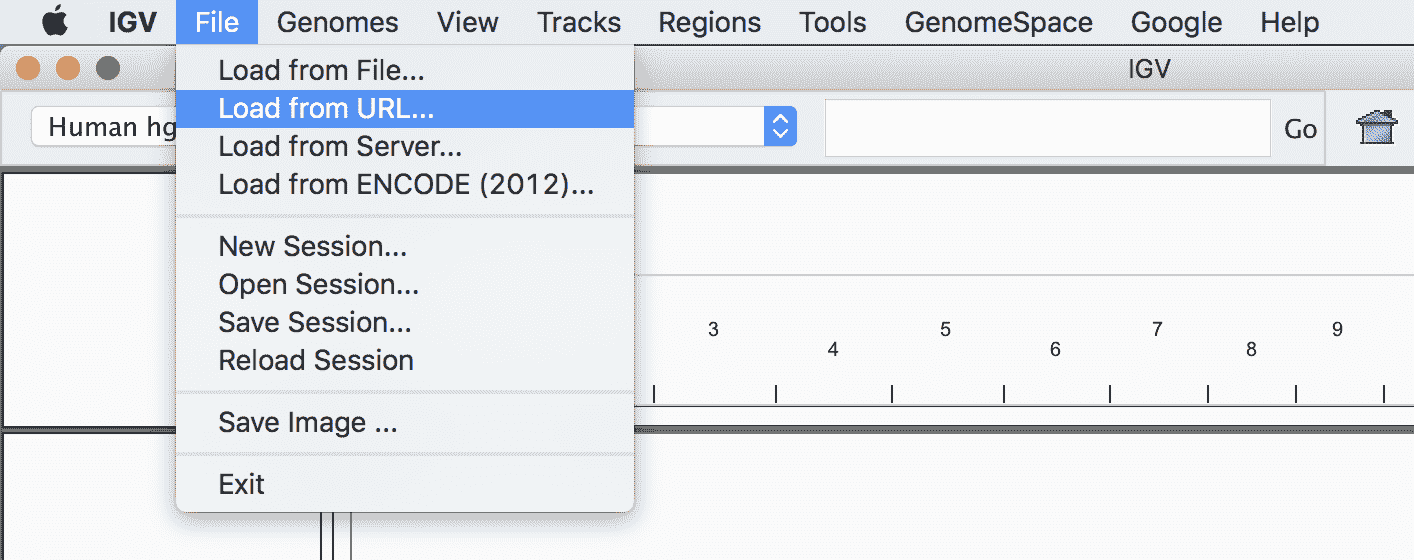 IGV File Genomes View Tracks Regions Tools GenomeSpace Google Help
IGV
Human hg
Go
Load from File...
Load from URL...
Load from Server...
Load from ENCODE (2012)...
New Session...
Open Session...
Save Session...
Reload Session
Save Image ...
Exit
3 5 7 9
4 6 8